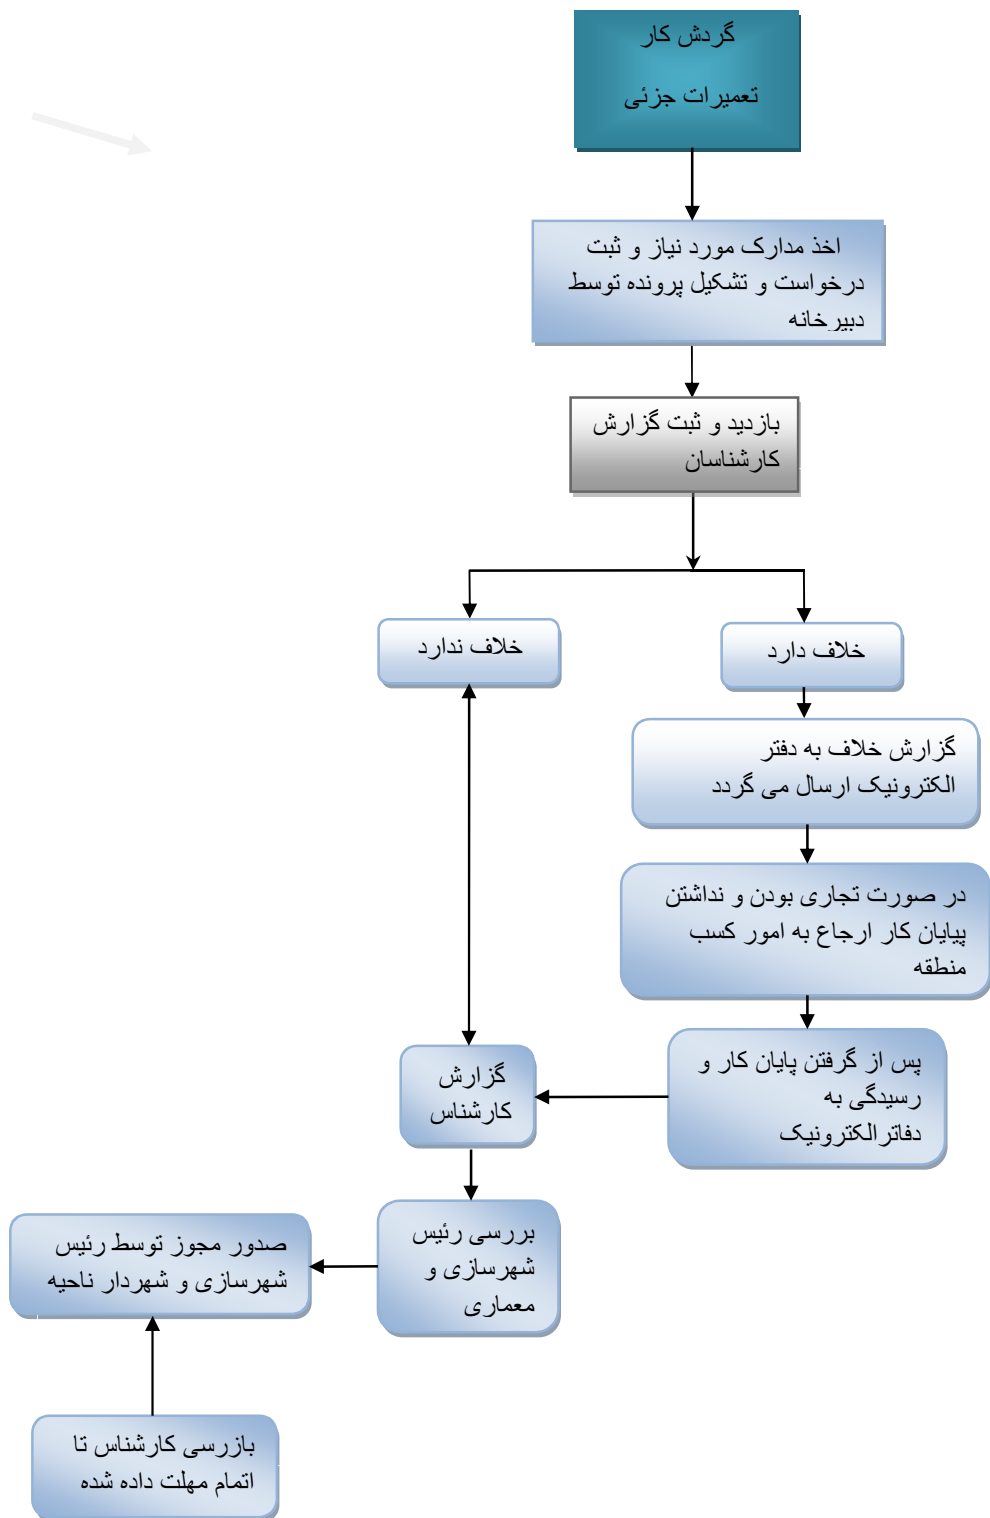 گردش کار
تعمیرات جزئی
اخذ مدارک مورد نیاز و ثبت
درخواست و تشکیل پرونده توسط
دبیرخانه
بازدید و ثبت گزارش
کارشناسان
خلاف دارد
خلاف ندارد
گزارش خلاف به دفتر
الکترونیک ارسال می گردد
در صورت تجاری بودن و نداشتن
پیایان کار ارجاع به امور کسب
منطقه
پس از گرفتن پایان کار و
رسیدگی به
دفاترالکترونیک
گزارش
کارشناس
بررسی رئیس
شهرسازی و
معماری
صدور مجوز توسط رئیس
شهرسازی و شهردار ناحیه
بازرسی کارشناس تا
اتمام مهلت داده شده